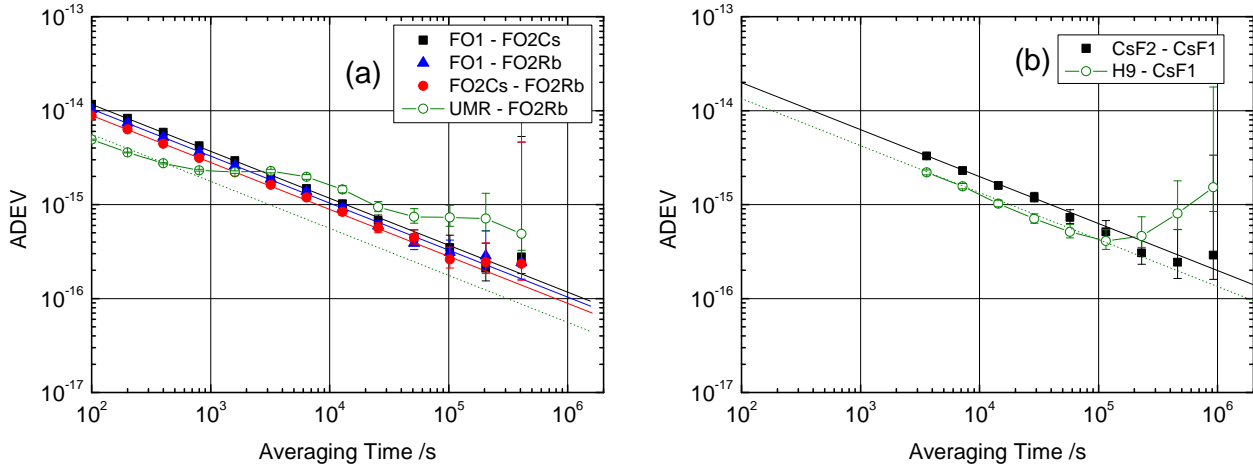 10^-13
10^-14
10^-15
10^-16
10^-17
ADEV
10^2
10^3
10^4
10^5
10^6
Averaging Time /s
(a)
FO1 - FO2Cs
FO1 - FO2Rb
FO2Cs - FO2Rb
UMR - FO2Rb
10^-13
10^-14
10^-15
10^-16
10^-17
ADEV
10^2
10^3
10^4
10^5
10^6
Averaging Time /s
(b)
CsF2 - CsF1
H9 - CsF1